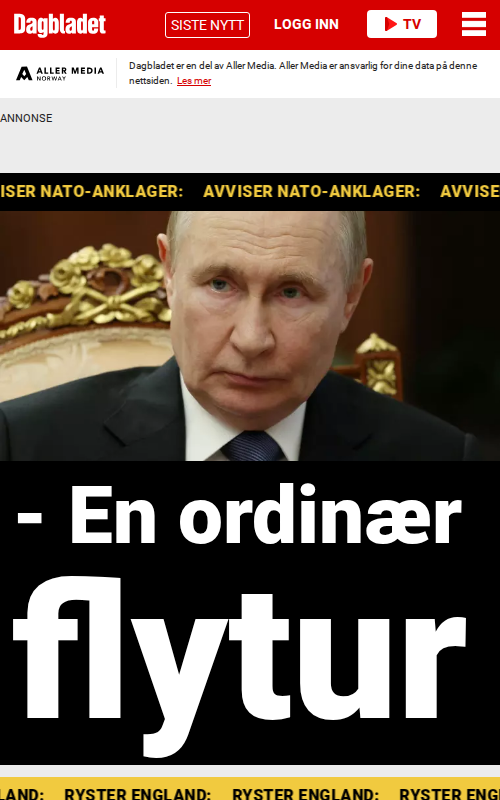 Dagbladet SISTE NYTT LOGG INN TV
ALLER MEDIA
NORWAY
Dagbladet er en del av Aller Media. Aller Media er ansvarlig for dine data på denne
nettsiden. Les mer
ANNONSE
ISER NATO-ANKLAGER: AVVISER NATO-ANKLAGER: AVVISE
- En ordinær
flytur
LAND: RYSTER ENGLAND: RYSTER ENGLAND: RYSTER ENG